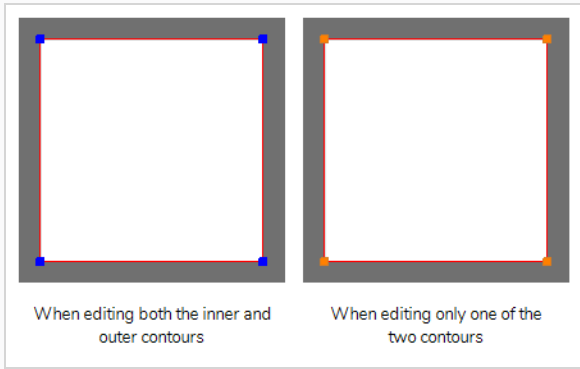 When editing both the inner and
outer contours
When editing only one of the
two contours